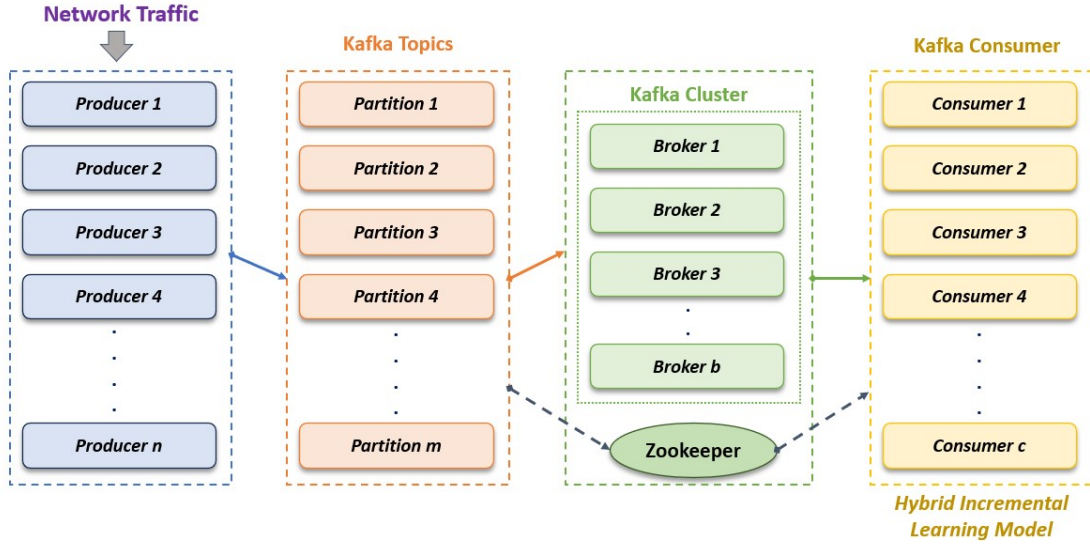 Network Traffic
Producer 1
Producer 2
Producer 3
Producer 4
Producer n
Kafka Topics
Partition 1
Partition 2
Partition 3
Partition 4
Partition m
Kafka Cluster
Broker 1
Broker 2
Broker 3
Broker b
Zookeeper
Kafka Consumer
Consumer 1
Consumer 2
Consumer 3
Consumer 4
Consumer c
Hybrid Incremental
Learning Model